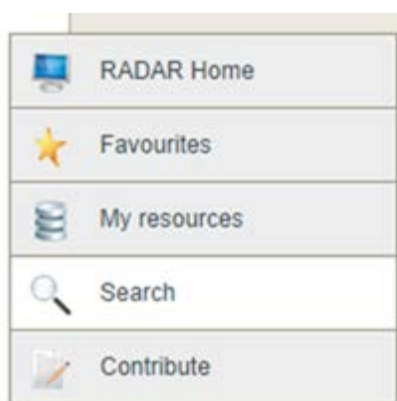 RADAR Home
Favourites
My resources
Search
Contribute